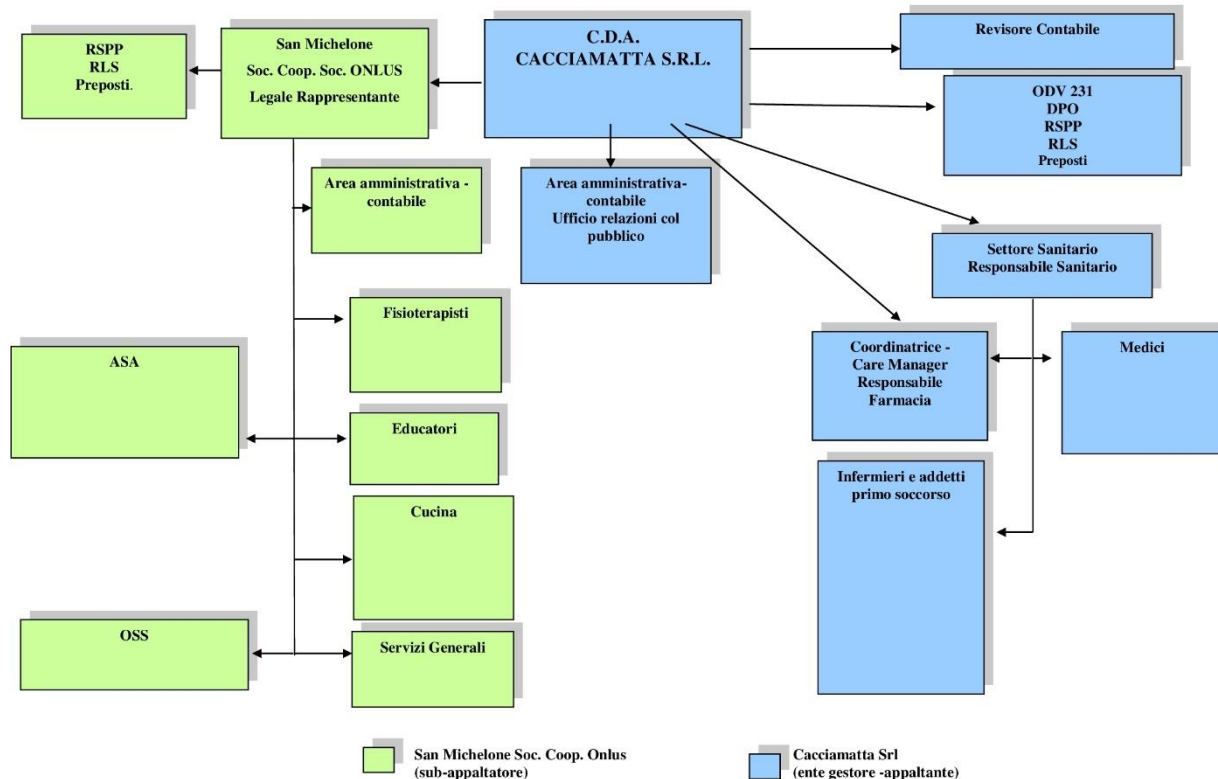 RSPP
RLS
Preposti.
San Michelone
Soc. Coop. Soc. ONLUS
Legale Rappresentante
C.D.A.
CACCIAMATTA S.R.L.
Revisore Contabile
ODV 231
DPO
RSPP
RLS
Preposti
Area amministrativa -
contabile
Area amministrativa-
contabile
Ufficio relazioni col
pubblico
Settore Sanitario
Responsabile Sanitario
Fisioterapisti
ASA
Coordinatrice -
Care Manager
Responsabile
Farmacia
Medici
Educatori
Infermieri e addetti
primo soccorso
Cucina
OSS
Servizi Generali
San Michelone Soc. Coop. Onlus
(sub-appaltatore)
Cacciamatta Srl
(ente gestore -appaltante)